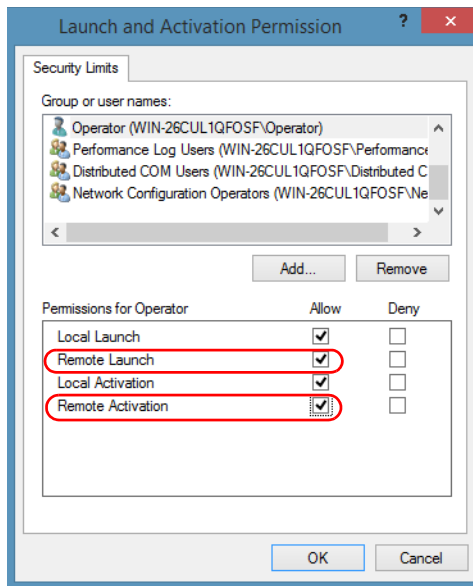 Launch and Activation Permission ? ×
Security Limits
Group or user names:
Operator (WIN-26CUL1QFOSF\Operator)
Performance Log Users (WIN-26CUL1QFOSF\Performance
Distributed COM Users (WIN-26CUL1QFOSF\Distributed C
Network Configuration Operators (WIN-26CUL1QFOSF\Ne
Add... Remove
Permissions for Operator Allow Deny
Local Launch
Remote Launch
Local Activation
Remote Activation
OK Cancel